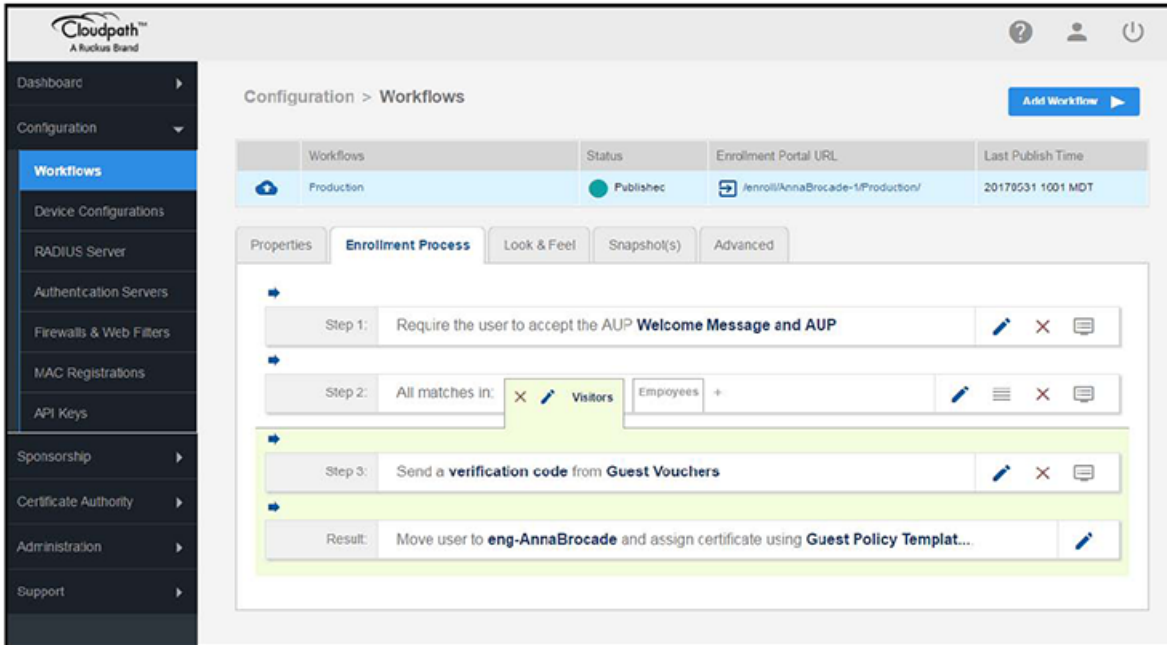 Cloudpath™
A Ruckus Brand
Dashboard
Configuration
Workflows
Device Configurations
RADIUS Server
Authentication Servers
Firewalls & Web Filters
MAC Registrations
API Keys
Sponsorship
Certificate Authority
Administration
Support
Configuration > Workflows
Add Workflow
Workflows Status Enrollment Portal URL Last Publish Time
Production Publishec /enroll/AnnaBrocade-1/Production/ 20170531 1001 MDT
Properties Enrollment Process Look & Feel Snapshot(s) Advanced
Step 1: Require the user to accept the AUP Welcome Message and AUP
Step 2: All matches in: Visitors Employees +
Step 3: Send a verification code from Guest Vouchers
Result: Move user to eng-AnnaBrocade and assign certificate using Guest Policy Templat...